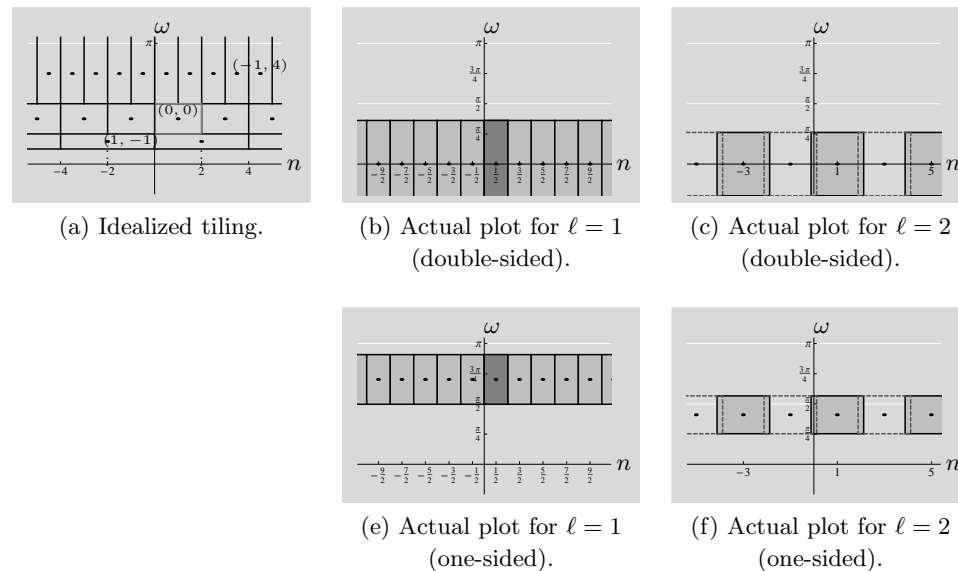 ω
π
(−1, 4)
(0, 0)
(1, −1)
n
−4 −2 2 4
(a) Idealized tiling.
ω
π
3π/4
π/2
π/4
n
−9/2 −7/2 −5/2 −3/2 −1/2 1/2 3/2 5/2 7/2 9/2
(b) Actual plot for ℓ = 1
(double-sided).
ω
π
3π/4
π/2
π/4
n
−3 1 5
(c) Actual plot for ℓ = 2
(double-sided).
ω
π
3π/4
π/2
π/4
n
−9/2 −7/2 −5/2 −3/2 −1/2 1/2 3/2 5/2 7/2 9/2
(e) Actual plot for ℓ = 1
(one-sided).
ω
π
3π/4
π/2
π/4
n
−3 1 5
(f) Actual plot for ℓ = 2
(one-sided).